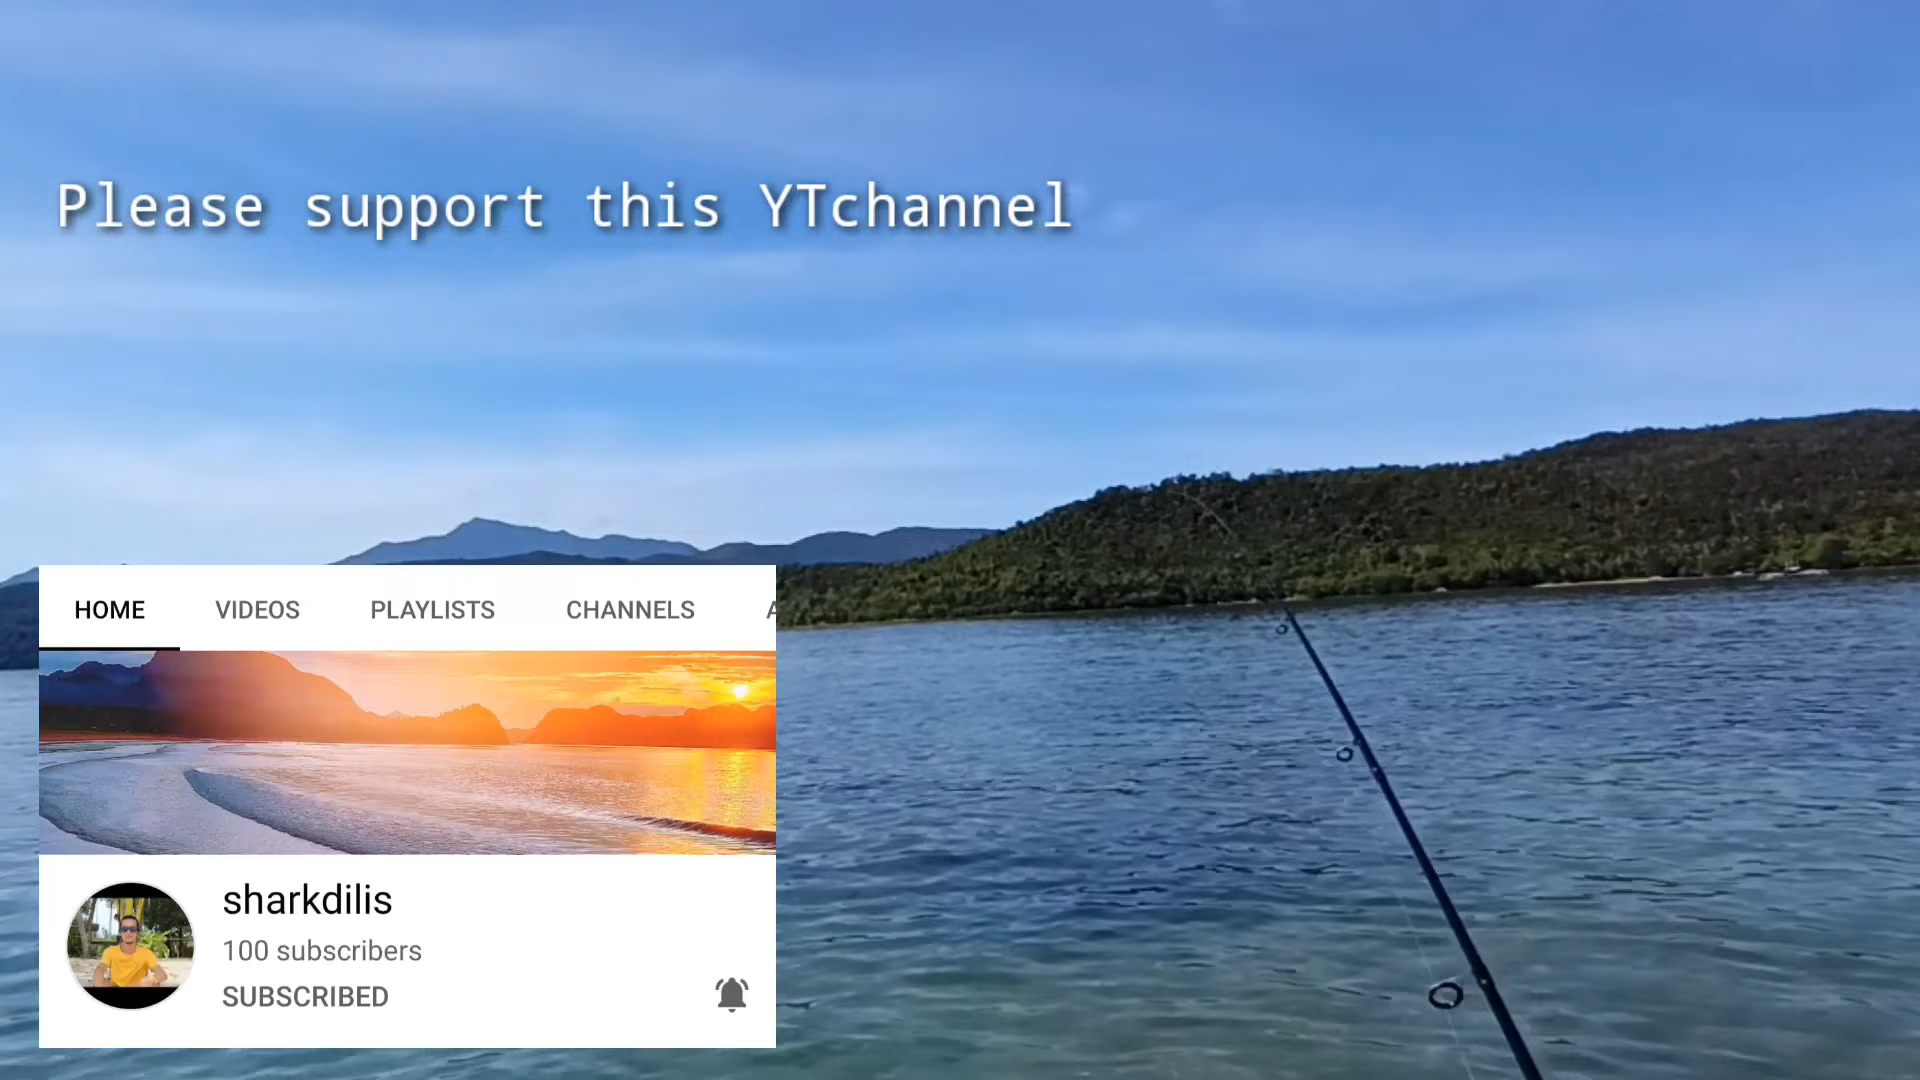 Please support this YTchannel
HOME VIDEOS PLAYLISTS CHANNELS
sharkdilis
100 subscribers
SUBSCRIBED